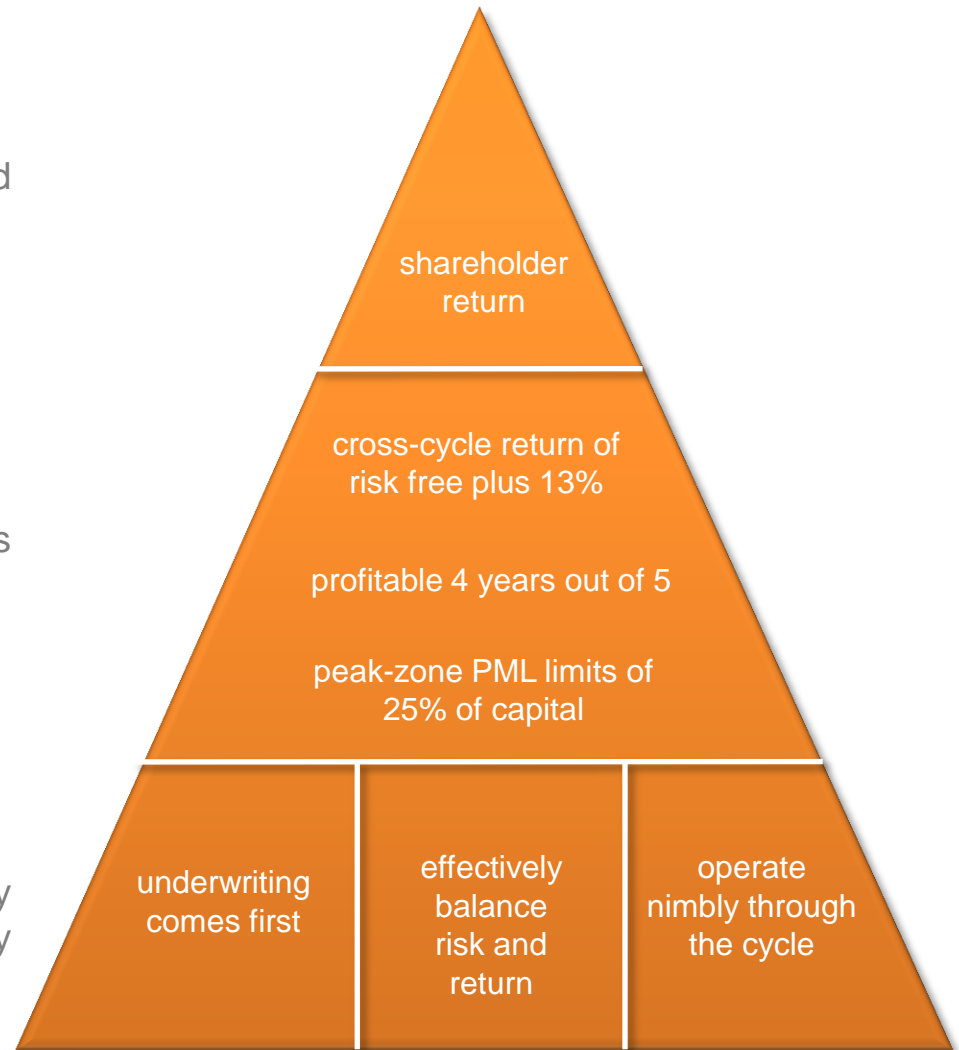 shareholder
return
cross-cycle return of
risk free plus 13%
profitable 4 years out of 5
peak-zone PML limits of
25% of capital
underwriting
comes first
effectively
balance
risk and
return
operate
nimbly through
the cycle